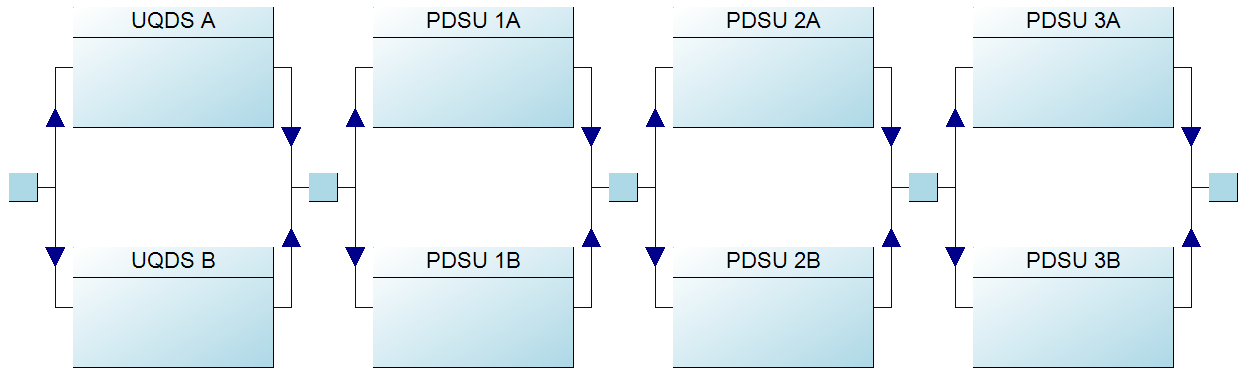 UQDS A
PDSU 1A
PDSU 2A
PDSU 3A
UQDS B
PDSU 1B
PDSU 2B
PDSU 3B